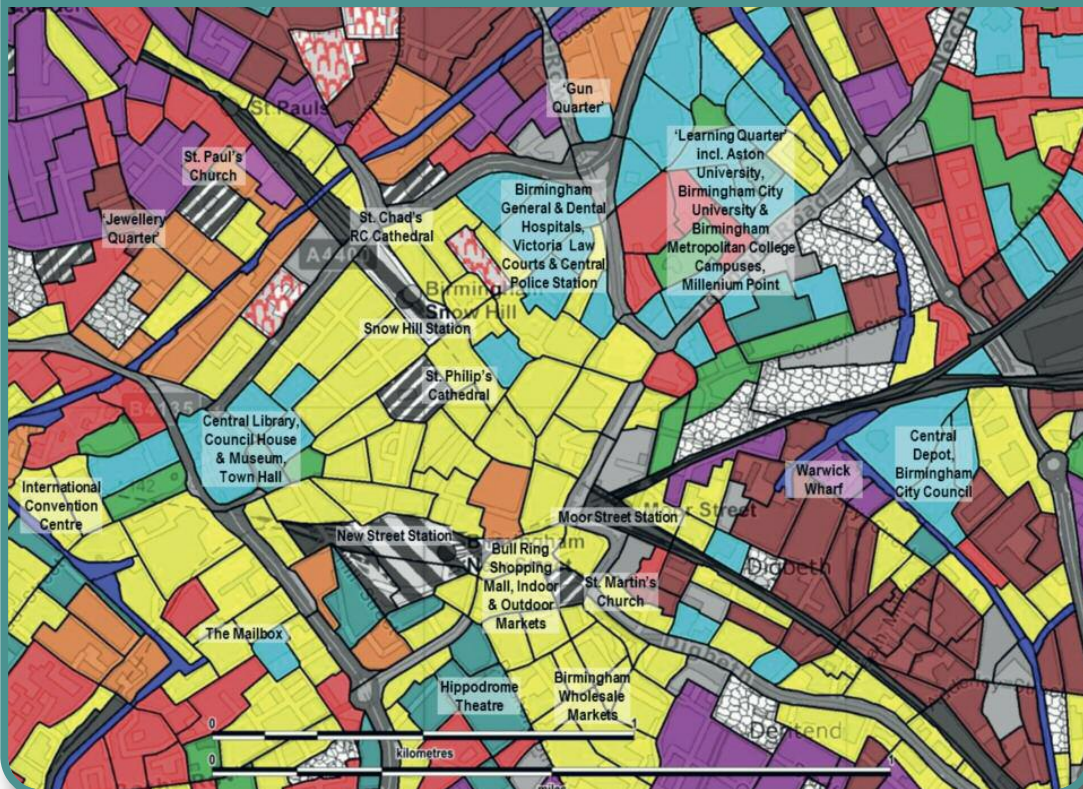 St Pauls
'Gun
Quarter'
St. Paul's
Church
'Jewellery
Quarter'
St. Chad's
RC Cathedral
A4400
Birmingham
General & Dental
Hospitals,
Victoria Law
Courts & Central
Police Station
'Learning Quarter'
incl. Aston
University,
Birmingham City
University &
Birmingham
Metropolitan College
Campuses,
Millenium Point
Birmingham
Snow Hill
Snow Hill Station
Curzon
St. Philip's
Cathedral
B4135
Central Library,
Council House
& Museum,
Town Hall
International
Convention
Centre
Central
Depot,
Birmingham
City Council
Warwick
Wharf
Moor Street Station
Moor Street
New Street Station
Bull Ring
Shopping
Mall, Indoor
& Outdoor
Markets
St. Martin's
Church
Digbeth
The Mailbox
Digbeth
Hippodrome
Theatre
Birmingham
Wholesale
Markets
Deritend
0 1
kilometres
0 1
miles